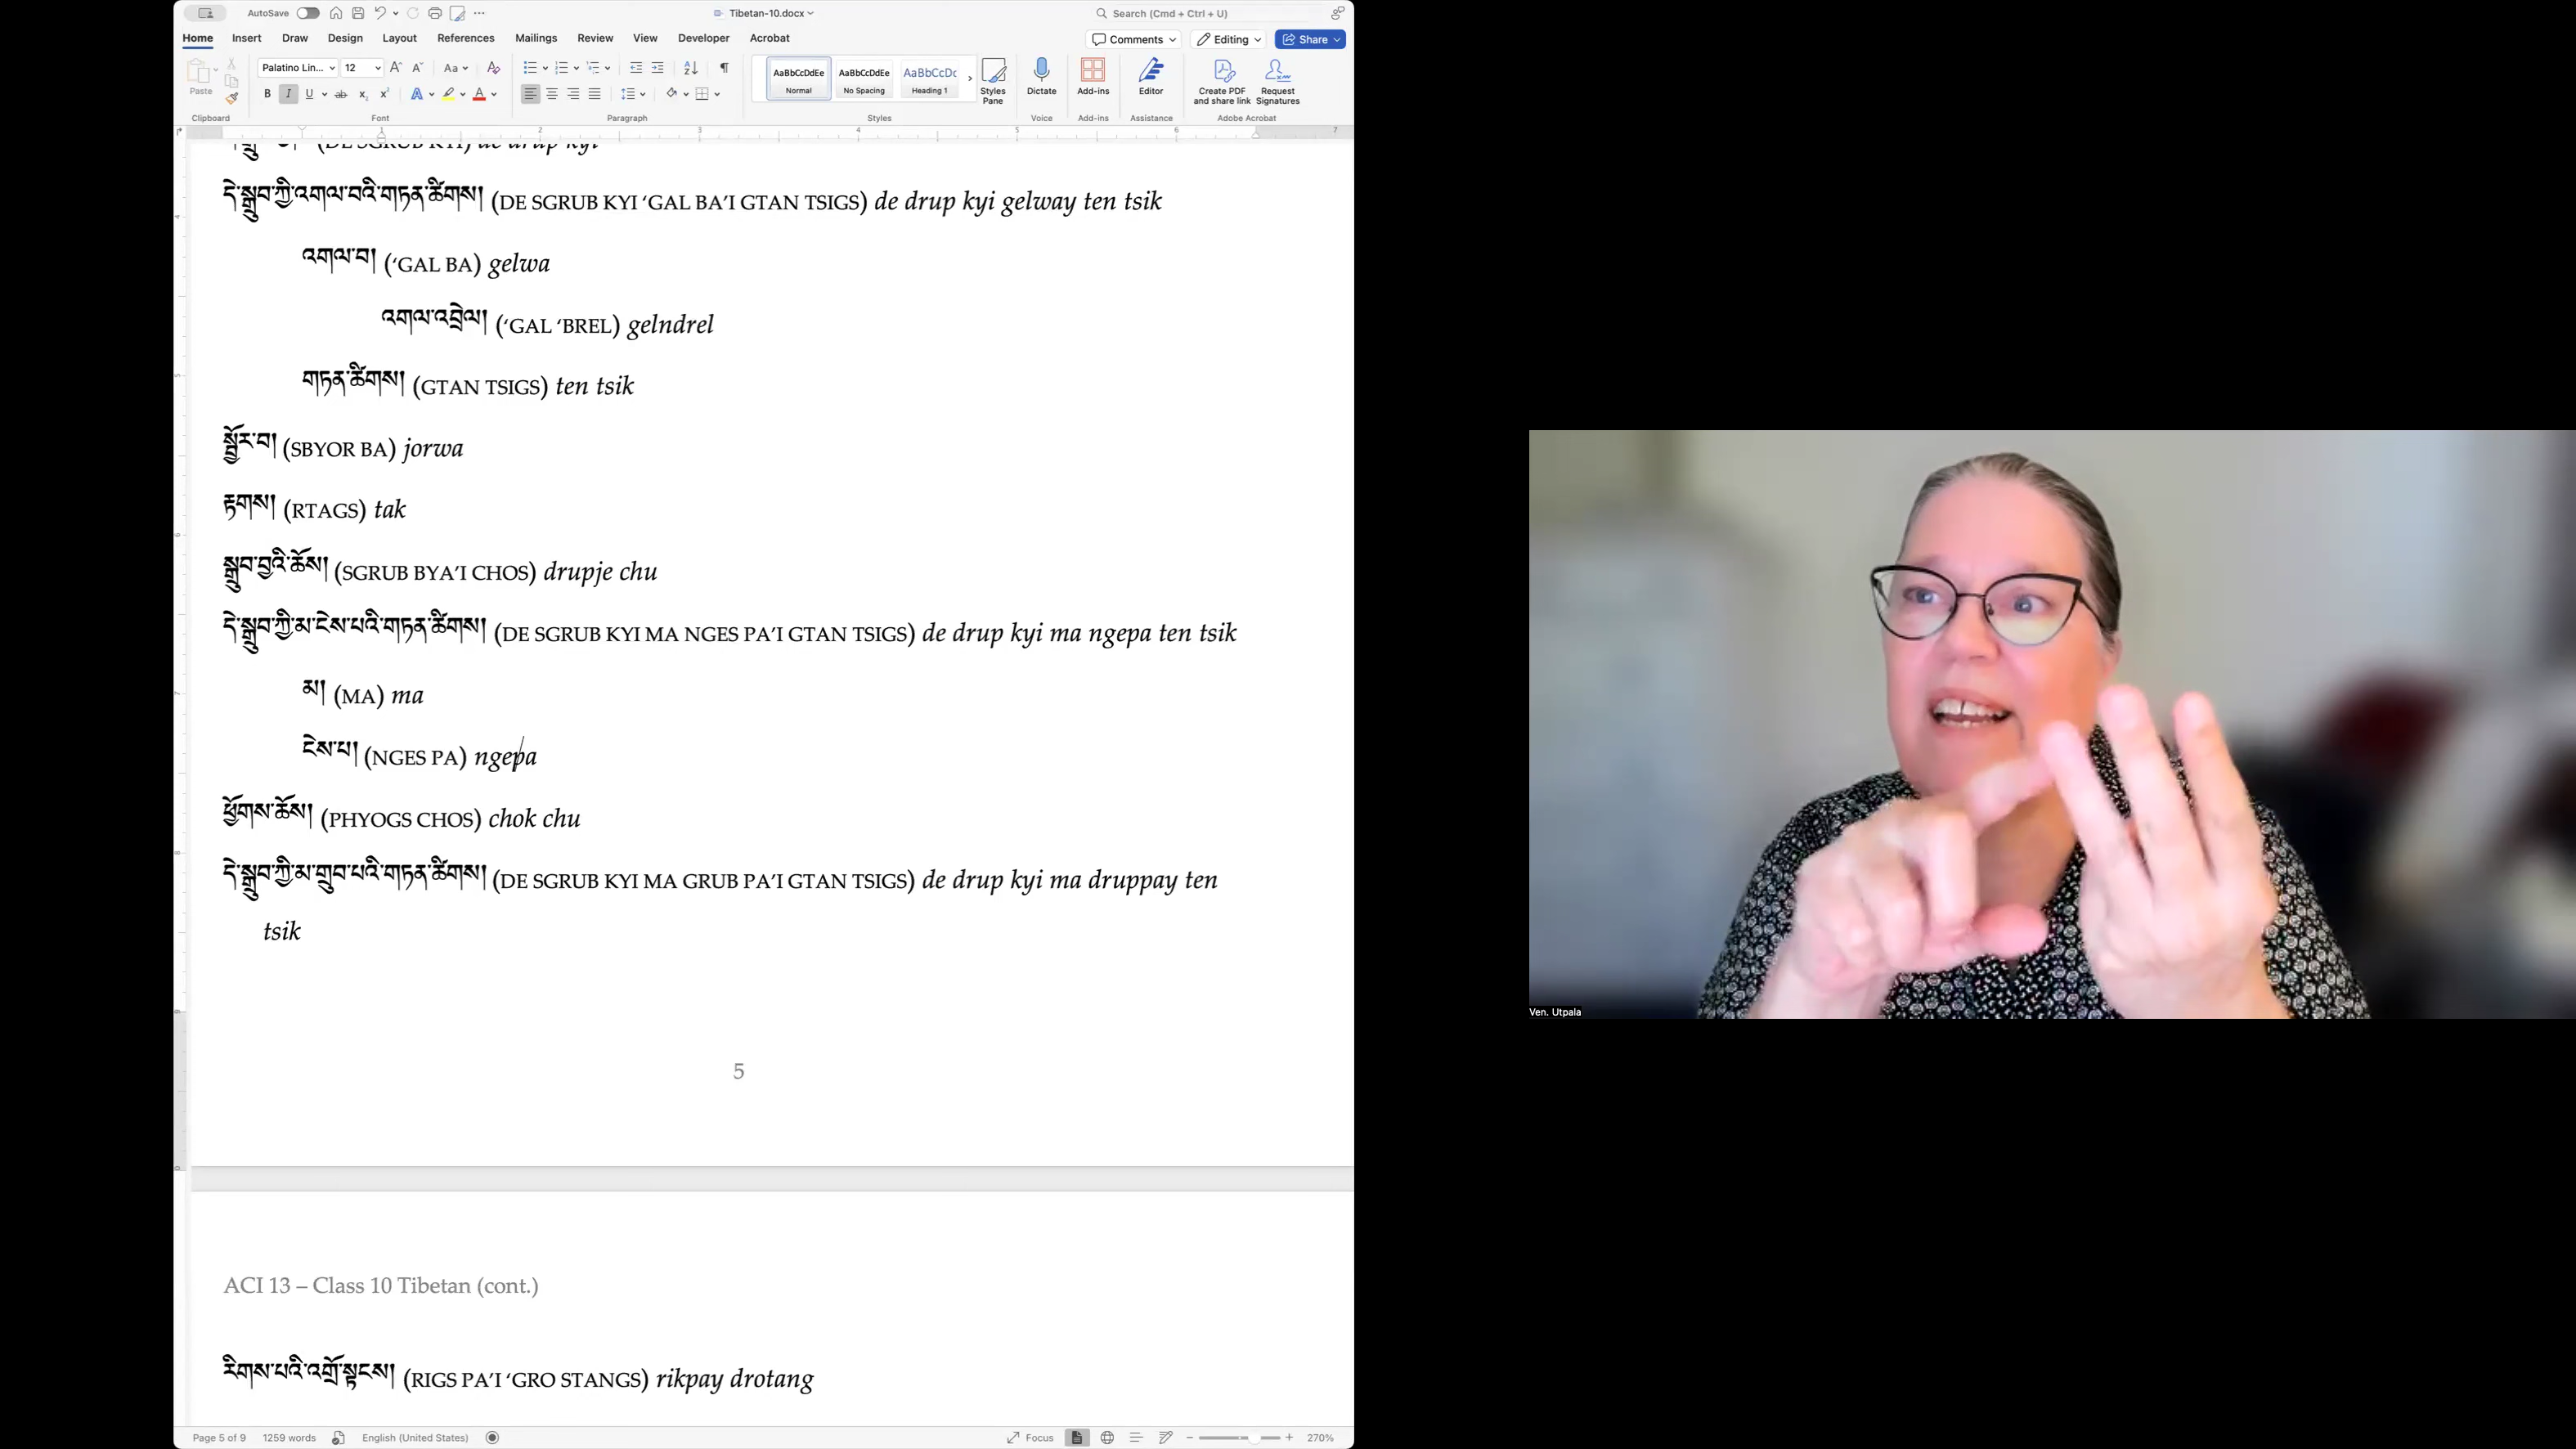 AutoSave
Tibetan-10.docx
Search (Cmd + Ctrl + U)
Home Insert Draw Design Layout References Mailings Review View Developer Acrobat
Comments Editing Share
Paste
Palatino Lin... 12
AaBbCcDdEe AaBbCcDdEe AaBbCcDc
Normal No Spacing Heading 1
Styles Pane
Dictate
Add-ins
Editor
Create PDF and share link
Request Signatures
Clipboard Font Paragraph Styles Voice Add-ins Assistance Adobe Acrobat
(DE SGRUB KYI) de drup kyi
དེ་སྒྲུབ་ཀྱི་འགལ་བའི་གཏན་ཚིགས། (DE SGRUB KYI ‘GAL BA’I GTAN TSIGS) de drup kyi gelway ten tsik
འགལ་བ། (‘GAL BA) gelwa
འགལ་འབྲེལ། (‘GAL ‘BREL) gelndrel
གཏན་ཚིགས། (GTAN TSIGS) ten tsik
སྦྱོར་བ། (SBYOR BA) jorwa
རྟགས། (RTAGS) tak
སྒྲུབ་བྱའི་ཆོས། (SGRUB BYA’I CHOS) drupje chu
དེ་སྒྲུབ་ཀྱི་མ་ངེས་པའི་གཏན་ཚིགས། (DE SGRUB KYI MA NGES PA’I GTAN TSIGS) de drup kyi ma ngepa ten tsik
མ། (MA) ma
ངེས་པ། (NGES PA) ngepa
ཕྱོགས་ཆོས། (PHYOGS CHOS) chok chu
དེ་སྒྲུབ་ཀྱི་མ་གྲུབ་པའི་གཏན་ཚིགས། (DE SGRUB KYI MA GRUB PA’I GTAN TSIGS) de drup kyi ma druppay ten
tsik
5
ACI 13 – Class 10 Tibetan (cont.)
རིགས་པའི་འགྲོ་སྟངས། (RIGS PA’I ‘GRO STANGS) rikpay drotang
Page 5 of 9 1259 words English (United States) Focus 270%
Ven. Utpala